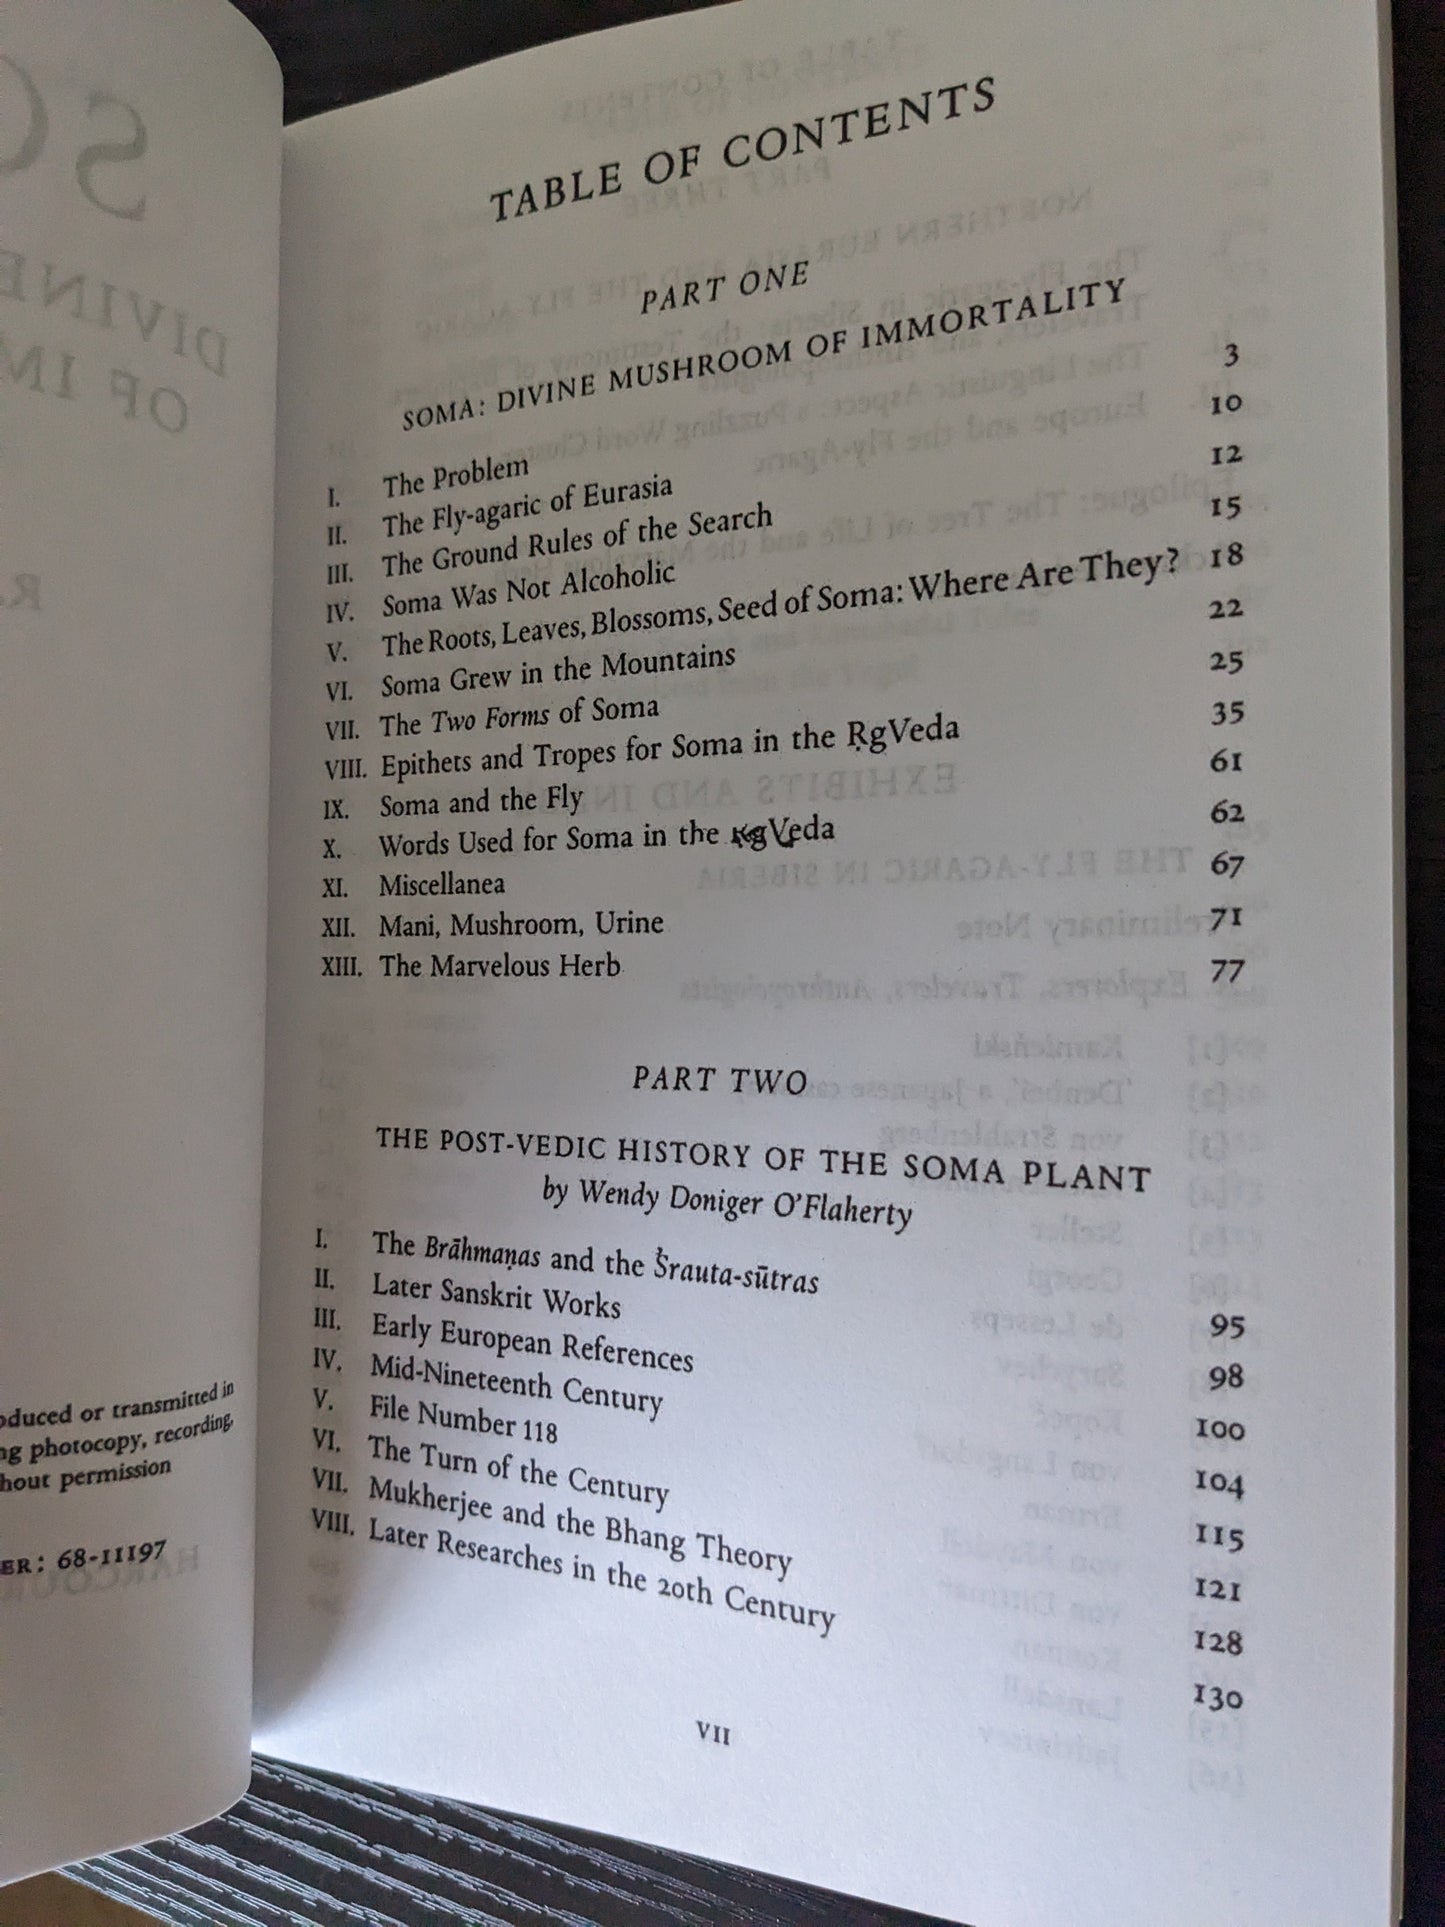 TABLE OF CONTENTS
PART ONE
SOMA: DIVINE MUSHROOM OF IMMORTALITY
I. The Problem 3
II. The Fly-agaric of Eurasia 10
III. The Ground Rules of the Search 12
IV. Soma Was Not Alcoholic 15
V. The Roots, Leaves, Blossoms, Seed of Soma: Where Are They? 18
VI. Soma Grew in the Mountains 22
VII. The Two Forms of Soma 25
VIII. Epithets and Tropes for Soma in the ṚgVeda 35
IX. Soma and the Fly 61
X. Words Used for Soma in the ṚgVeda 62
XI. Miscellanea 67
XII. Mani, Mushroom, Urine 71
XIII. The Marvelous Herb 77
PART TWO
THE POST-VEDIC HISTORY OF THE SOMA PLANT
by Wendy Doniger O'Flaherty
I. The Brāhmaṇas and the Śrauta-sūtras 95
II. Later Sanskrit Works 98
III. Early European References 100
IV. Mid-Nineteenth Century 104
V. File Number 118 115
VI. The Turn of the Century 121
VII. Mukherjee and the Bhang Theory 128
VIII. Later Researches in the 20th Century 130
VII
oduced or transmitted in
ng photocopy, recording,
hout permission
ER: 68-11197